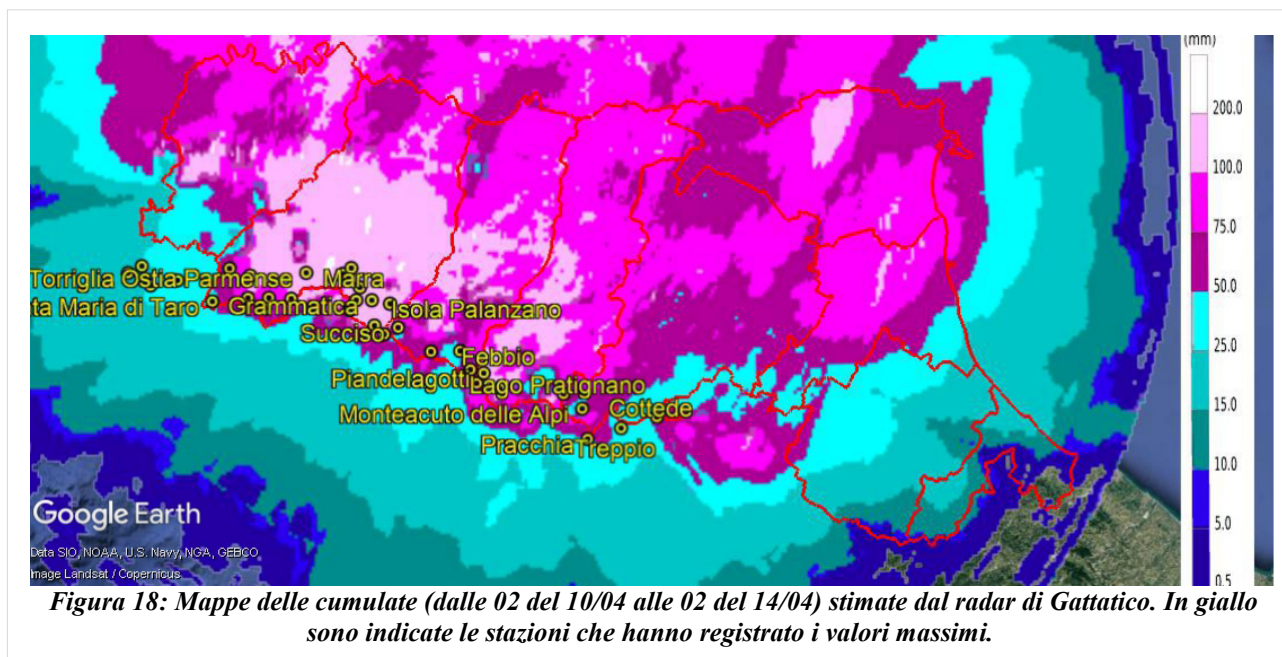 (mm)
200.0
100.0
75.0
50.0
25.0
15.0
10.0
5.0
0.5
Torriglia Ostia Parmense Marra
ta Maria di Taro Grammatica Isola Palanzano
Succiso
Febbio
Piandelagotti Lago Pratignano
Monteacuto delle Alpi Cottede
Pracchia Treppio
Google Earth
Data SIO, NOAA, U.S. Navy, NGA, GEBCO
Image Landsat / Copernicus
Figura 18: Mappe delle cumulate (dalle 02 del 10/04 alle 02 del 14/04) stimate dal radar di Gattatico. In giallo
sono indicate le stazioni che hanno registrato i valori massimi.